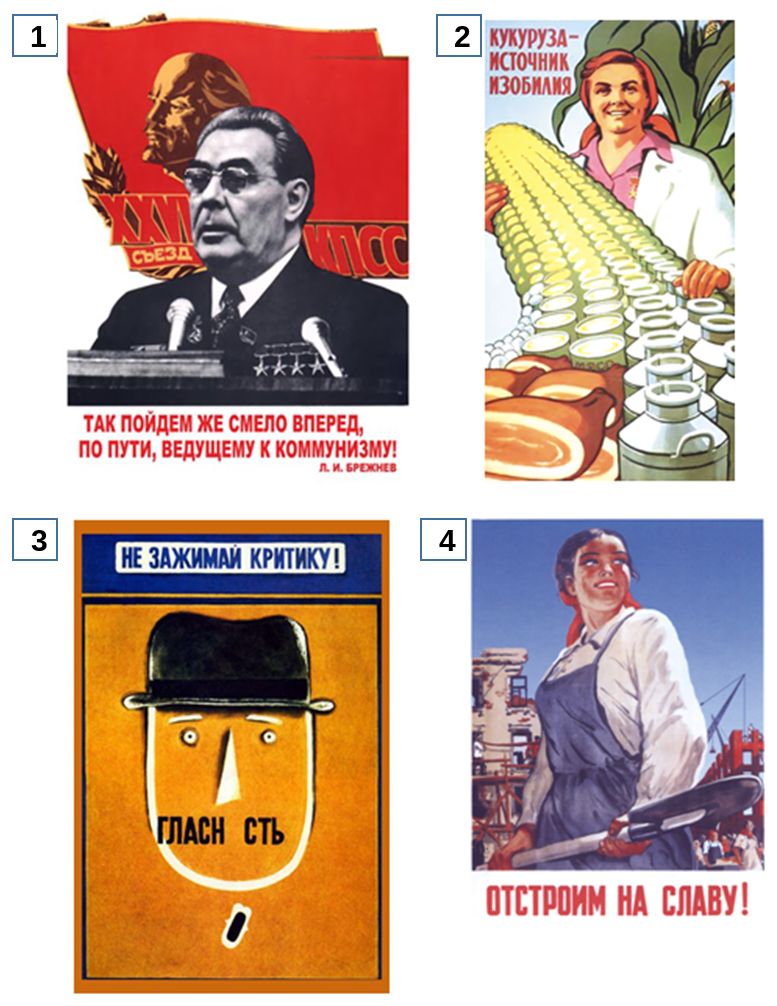 1
XXVI
СЪЕЗД
КПСС
ТАК ПОЙДЕМ ЖЕ СМЕЛО ВПЕРЕД,
ПО ПУТИ, ВЕДУЩЕМУ К КОММУНИЗМУ!
Л. И. БРЕЖНЕВ
2
КУКУРУЗА–
ИСТОЧНИК
ИЗОБИЛИЯ
3
НЕ ЗАЖИМАЙ КРИТИКУ!
ГЛАСН СТЬ
4
ОТСТРОИМ НА СЛАВУ!